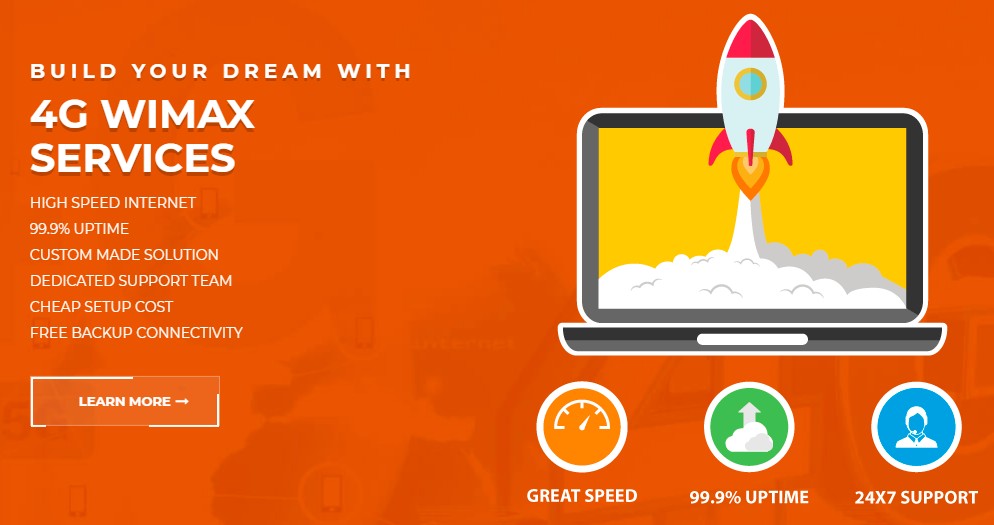 BUILD YOUR DREAM WITH
4G WIMAX
SERVICES
HIGH SPEED INTERNET
99.9% UPTIME
CUSTOM MADE SOLUTION
DEDICATED SUPPORT TEAM
CHEAP SETUP COST
FREE BACKUP CONNECTIVITY
LEARN MORE →
GREAT SPEED
99.9% UPTIME
24X7 SUPPORT